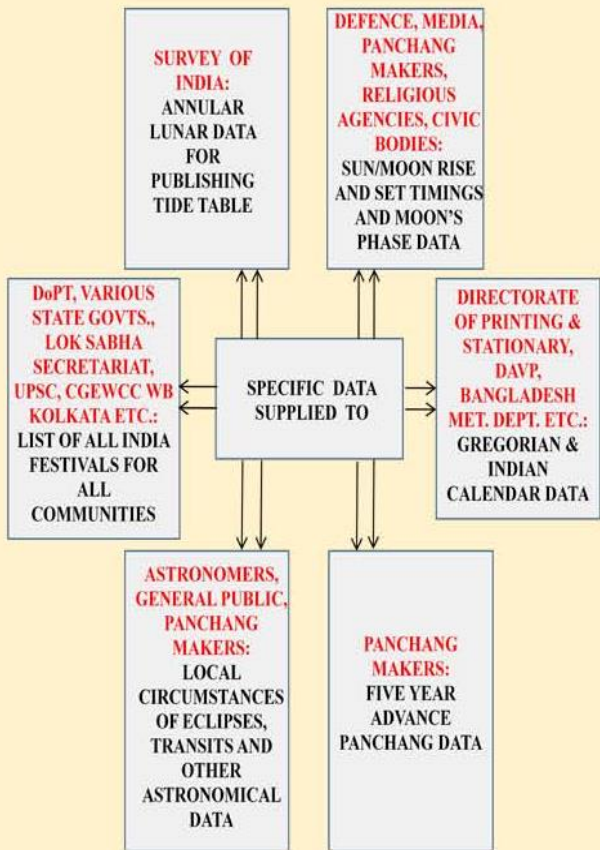 SURVEY OF
INDIA:
ANNULAR
LUNAR DATA
FOR
PUBLISHING
TIDE TABLE
DEFENCE, MEDIA,
PANCHANG
MAKERS,
RELIGIOUS
AGENCIES, CIVIC
BODIES:
SUN/MOON RISE
AND SET TIMINGS
AND MOON'S
PHASE DATA
DoPT, VARIOUS
STATE GOVTS.,
LOK SABHA
SECRETARIAT,
UPSC, CGEWCC WB
KOLKATA ETC.:
LIST OF ALL INDIA
FESTIVALS FOR
ALL
COMMUNITIES
SPECIFIC DATA
SUPPLIED TO
DIRECTORATE
OF PRINTING &
STATIONARY,
DAVP,
BANGLADESH
MET. DEPT. ETC.:
GREGORIAN &
INDIAN
CALENDAR DATA
ASTRONOMERS,
GENERAL PUBLIC,
PANCHANG
MAKERS:
LOCAL
CIRCUMSTANCES
OF ECLIPSES,
TRANSITS AND
OTHER
ASTRONOMICAL
DATA
PANCHANG
MAKERS:
FIVE YEAR
ADVANCE
PANCHANG DATA